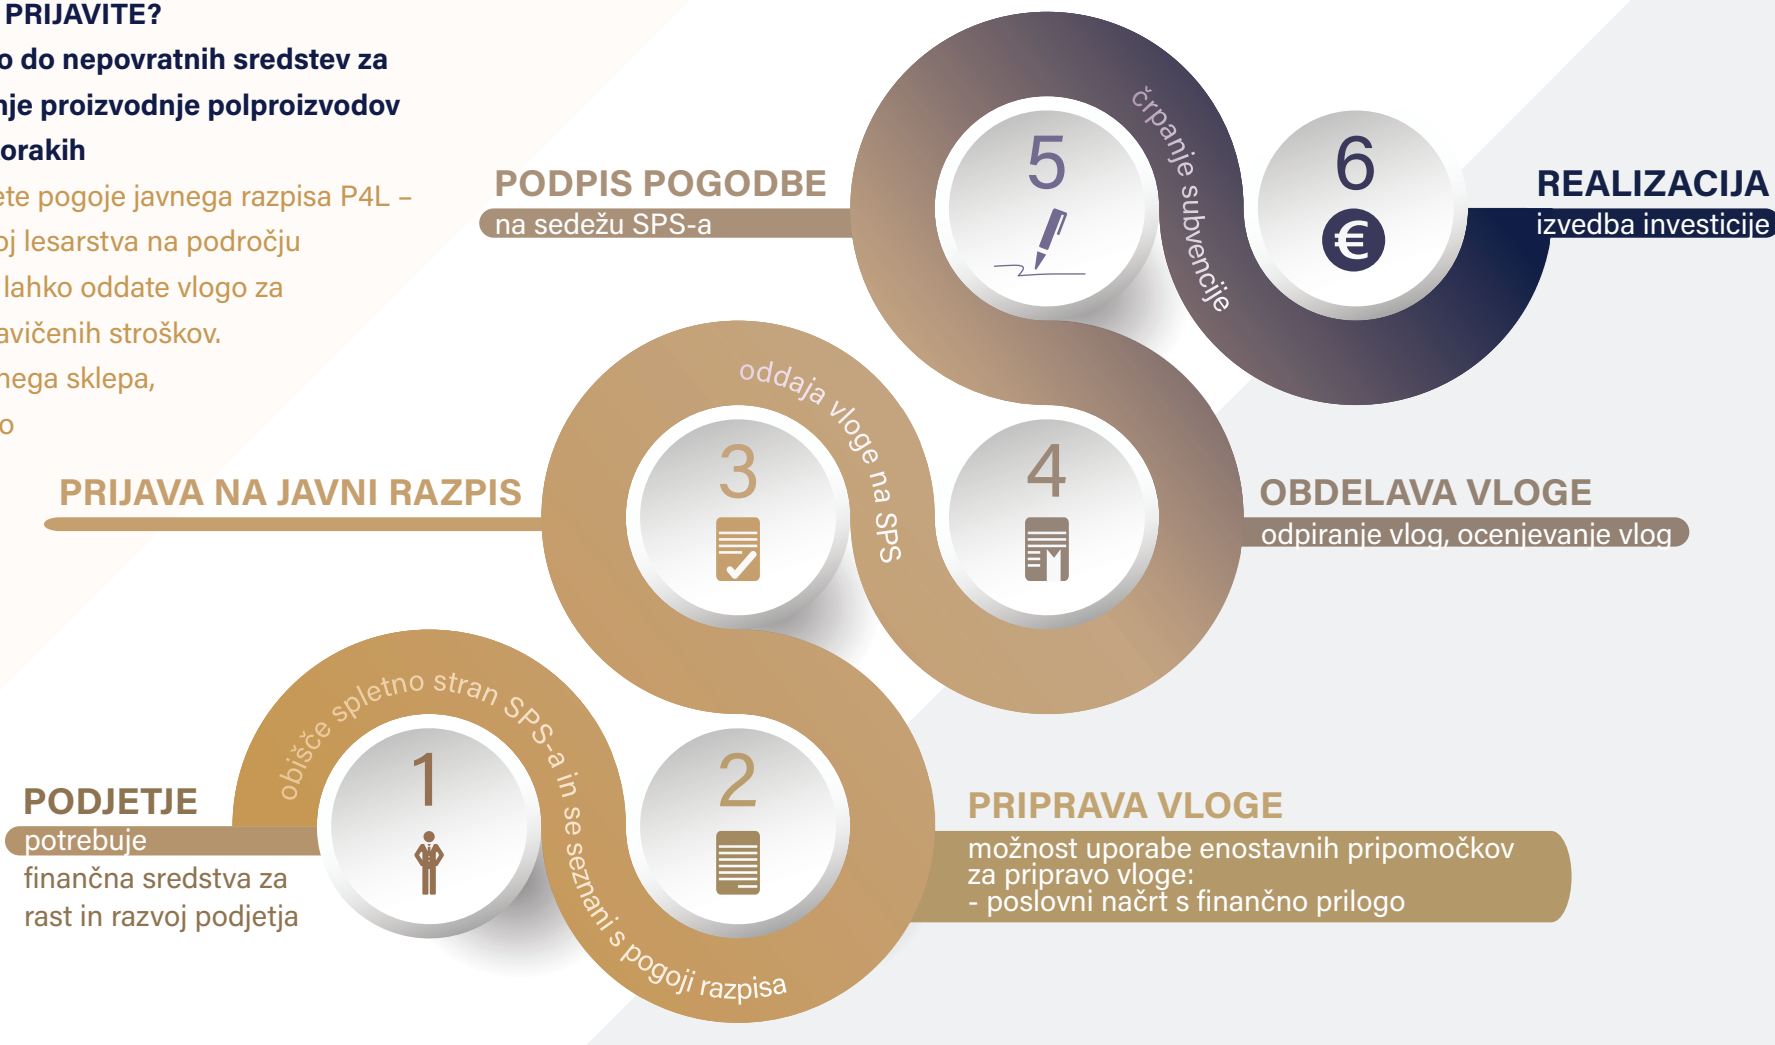 PRIJAVITE?
o do nepovratnih sredstev za
nje proizvodnje polproizvodov
orakih
ete pogoje javnega razpisa P4L –
oj lesarstva na področju
lahko oddate vlogo za
avičenih stroškov.
nega sklepa,
o
PODJETJE
potrebuje
finančna sredstva za
rast in razvoj podjetja
1
obišče spletno stran SPS-a in se seznani s pogoji razpisa
2
PRIPRAVA VLOGE
možnost uporabe enostavnih pripomočkov
za pripravo vloge:
- poslovni načrt s finančno prilogo
PRIJAVA NA JAVNI RAZPIS
3
oddaja vloge na SPS
4
OBDELAVA VLOGE
odpiranje vlog, ocenjevanje vlog
PODPIS POGODBE
na sedežu SPS-a
5
črpanje subvencije
6
€
REALIZACIJA
izvedba investicije